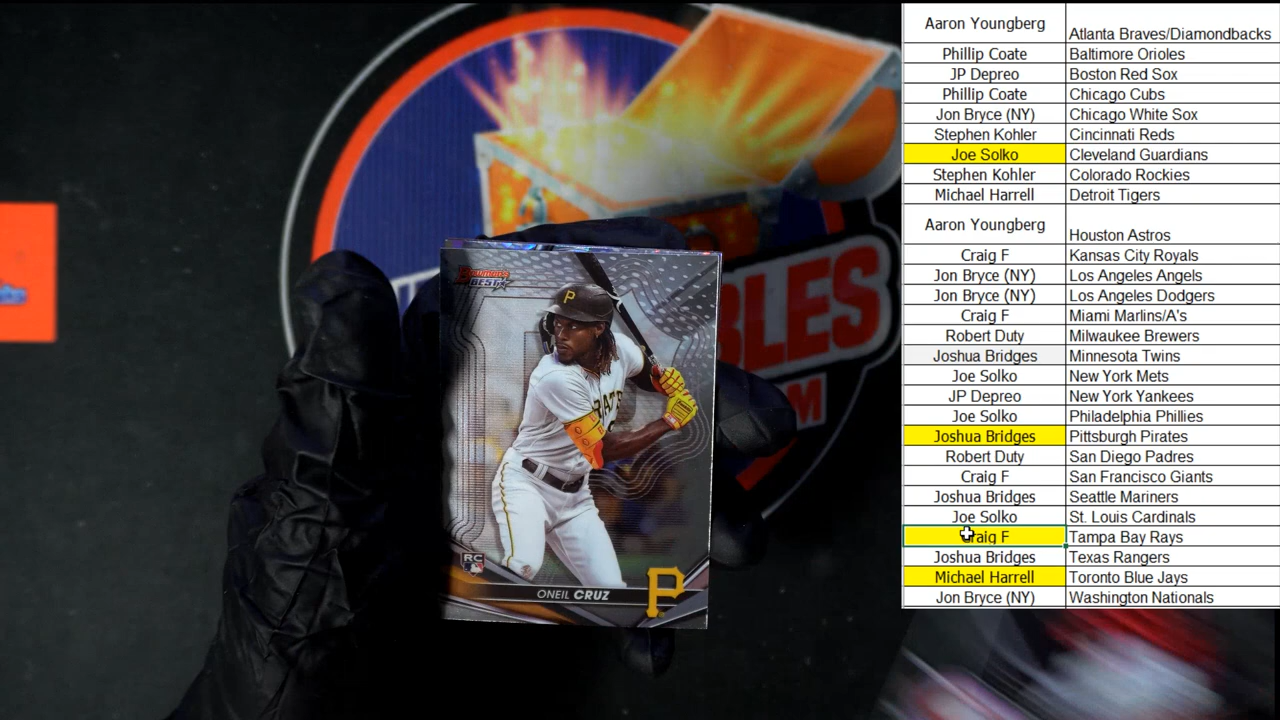 Aaron Youngberg Atlanta Braves/Diamondbacks
Phillip Coate Baltimore Orioles
JP Depreo Boston Red Sox
Phillip Coate Chicago Cubs
Jon Bryce (NY) Chicago White Sox
Stephen Kohler Cincinnati Reds
Joe Solko Cleveland Guardians
Stephen Kohler Colorado Rockies
Michael Harrell Detroit Tigers
Aaron Youngberg Houston Astros
Craig F Kansas City Royals
Jon Bryce (NY) Los Angeles Angels
Jon Bryce (NY) Los Angeles Dodgers
Craig F Miami Marlins/A's
Robert Duty Milwaukee Brewers
Joshua Bridges Minnesota Twins
Joe Solko New York Mets
JP Depreo New York Yankees
Joe Solko Philadelphia Phillies
Joshua Bridges Pittsburgh Pirates
Robert Duty San Diego Padres
Craig F San Francisco Giants
Joshua Bridges Seattle Mariners
Joe Solko St. Louis Cardinals
Craig F Tampa Bay Rays
Joshua Bridges Texas Rangers
Michael Harrell Toronto Blue Jays
Jon Bryce (NY) Washington Nationals
BOWMAN'S
BEST
P
RC
ONEIL CRUZ
P